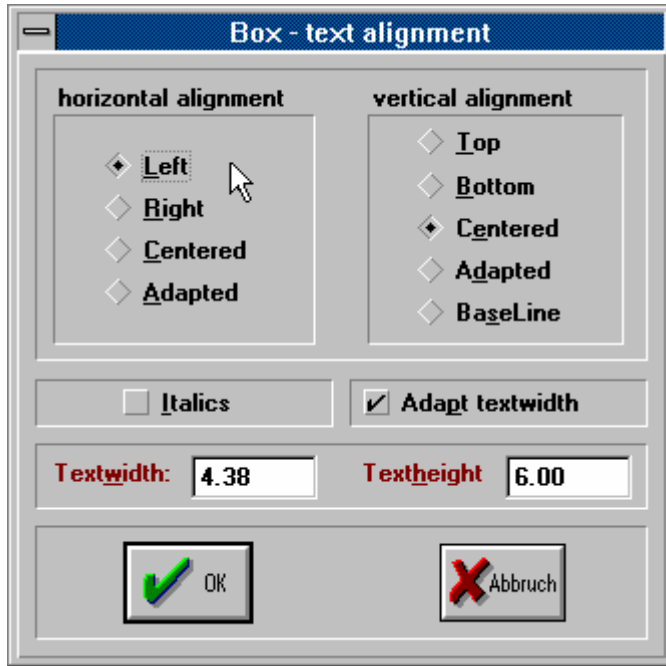 Box - text alignment
horizontal alignment
Left
Right
Centered
Adapted
vertical alignment
Top
Bottom
Centered
Adapted
BaseLine
Italics
Adapt textwidth
Textwidth: 4.38
Textheight 6.00
OK
Abbruch